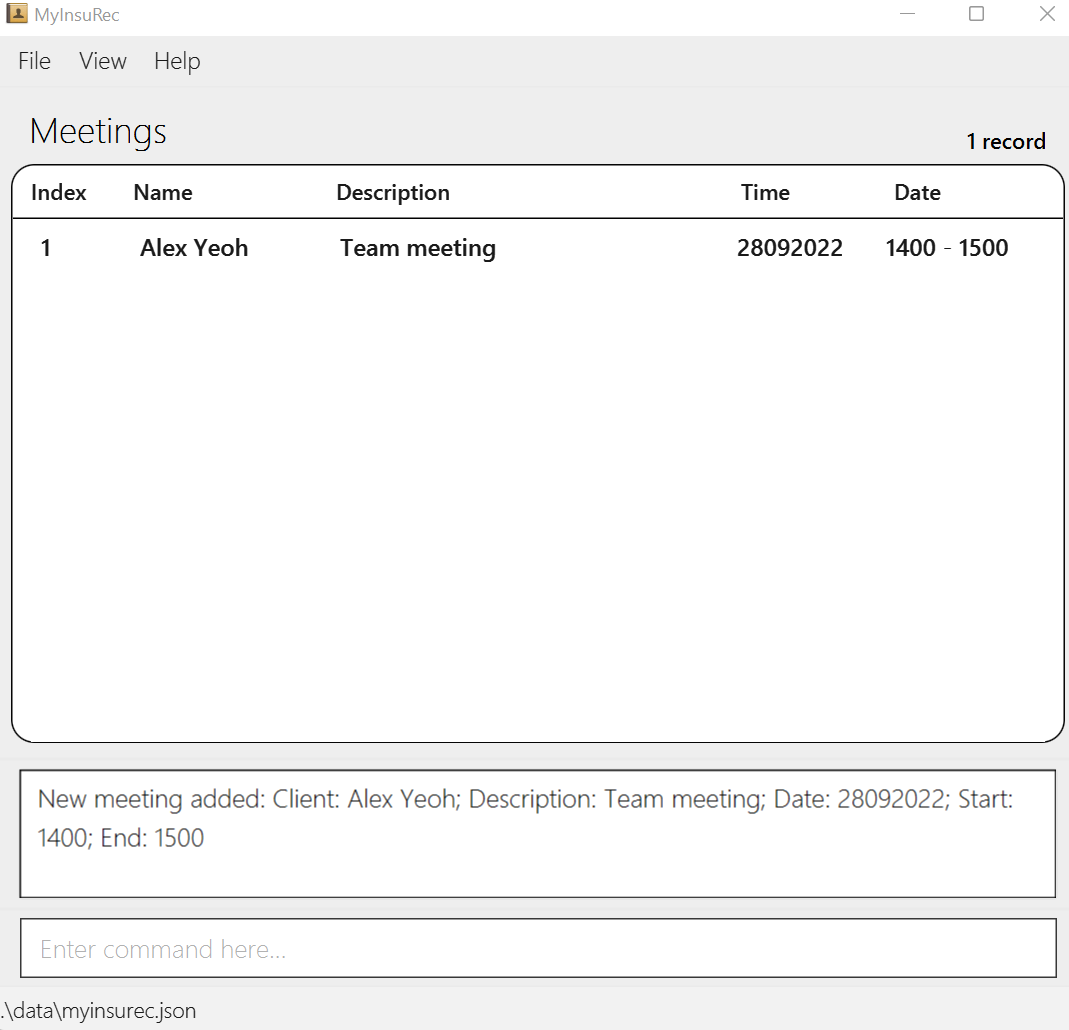 MyInsuRec
File View Help
Meetings
1 record
Index Name Description Time Date
1 Alex Yeoh Team meeting 28092022 1400 - 1500
New meeting added: Client: Alex Yeoh; Description: Team meeting; Date: 28092022; Start:
1400; End: 1500
Enter command here...
.\data\myinsurec.json